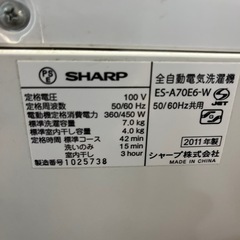 PS E
SHARP
全自動電気洗濯機
ES-A70E6-W
50/60Hz共用
S JET
定格電圧 100 V
定格周波数 50/60 Hz
電動機定格消費電力 360/450 W
標準洗濯容量 7.0 kg
標準室内干し容量 4.0 kg
定格時間 標準コース 42 min
洗いのみ 15 min
室内干し 3 hour
製造番号 1025738
2011年製
シャープ株式会社
MADE IN CHINA